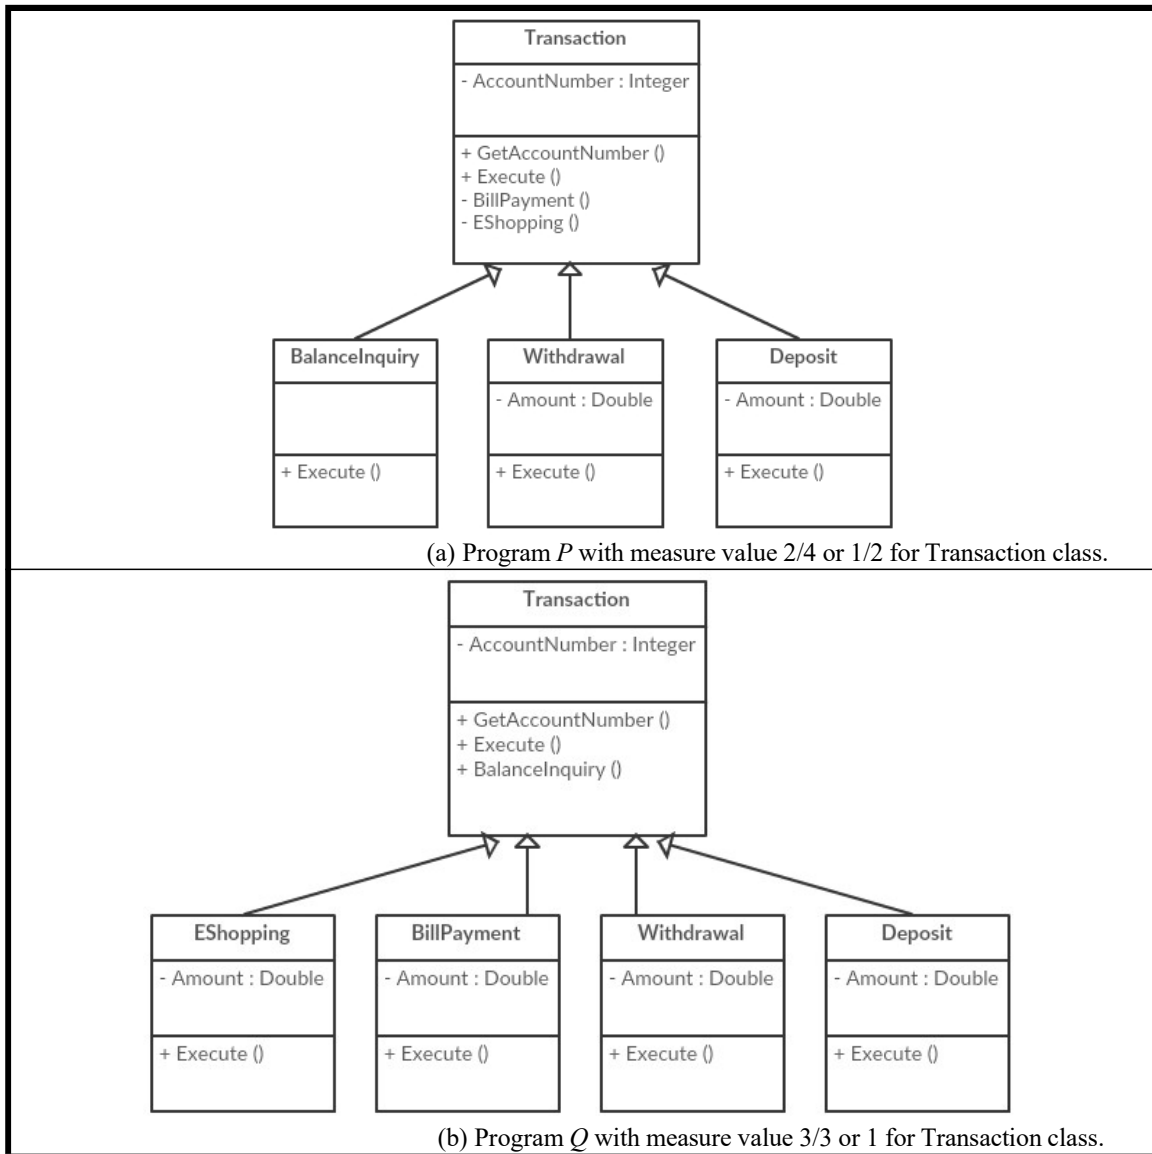 Transaction
- AccountNumber : Integer
+ GetAccountNumber ()
+ Execute ()
- BillPayment ()
- EShopping ()
BalanceInquiry
+ Execute ()
Withdrawal
- Amount : Double
+ Execute ()
Deposit
- Amount : Double
+ Execute ()
(a) Program P with measure value 2/4 or 1/2 for Transaction class.
Transaction
- AccountNumber : Integer
+ GetAccountNumber ()
+ Execute ()
+ BalanceInquiry ()
EShopping
- Amount : Double
+ Execute ()
BillPayment
- Amount : Double
+ Execute ()
Withdrawal
- Amount : Double
+ Execute ()
Deposit
- Amount : Double
+ Execute ()
(b) Program Q with measure value 3/3 or 1 for Transaction class.